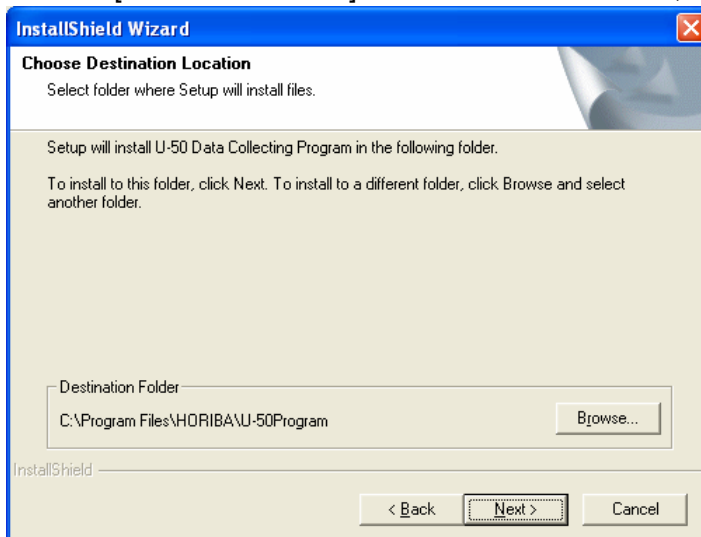 InstallShield Wizard
Choose Destination Location
Select folder where Setup will install files.
Setup will install U-50 Data Collecting Program in the following folder.
To install to this folder, click Next. To install to a different folder, click Browse and select
another folder.
Destination Folder
C:\Program Files\HORIBA\U-50Program
Browse...
InstallShield
< Back
Next >
Cancel